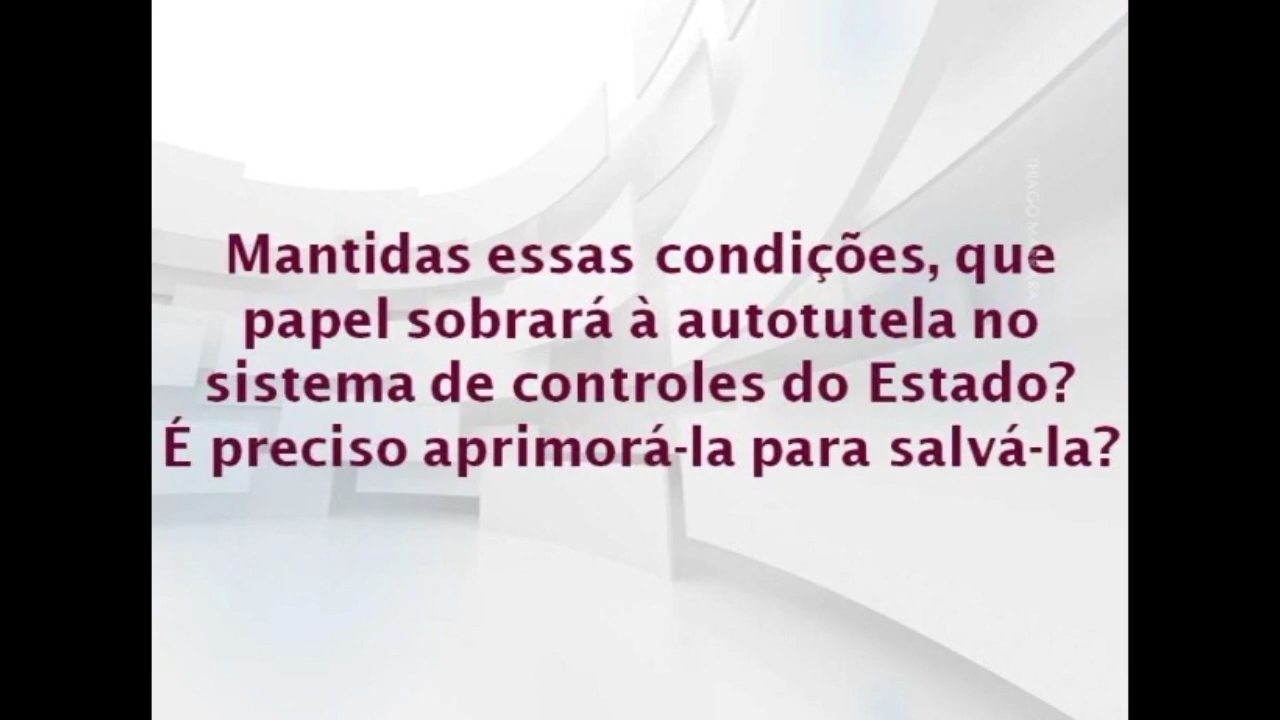 Mantidas essas condições, que
papel sobrará à autotutela no
sistema de controles do Estado?
É preciso aprimorá-la para salvá-la?